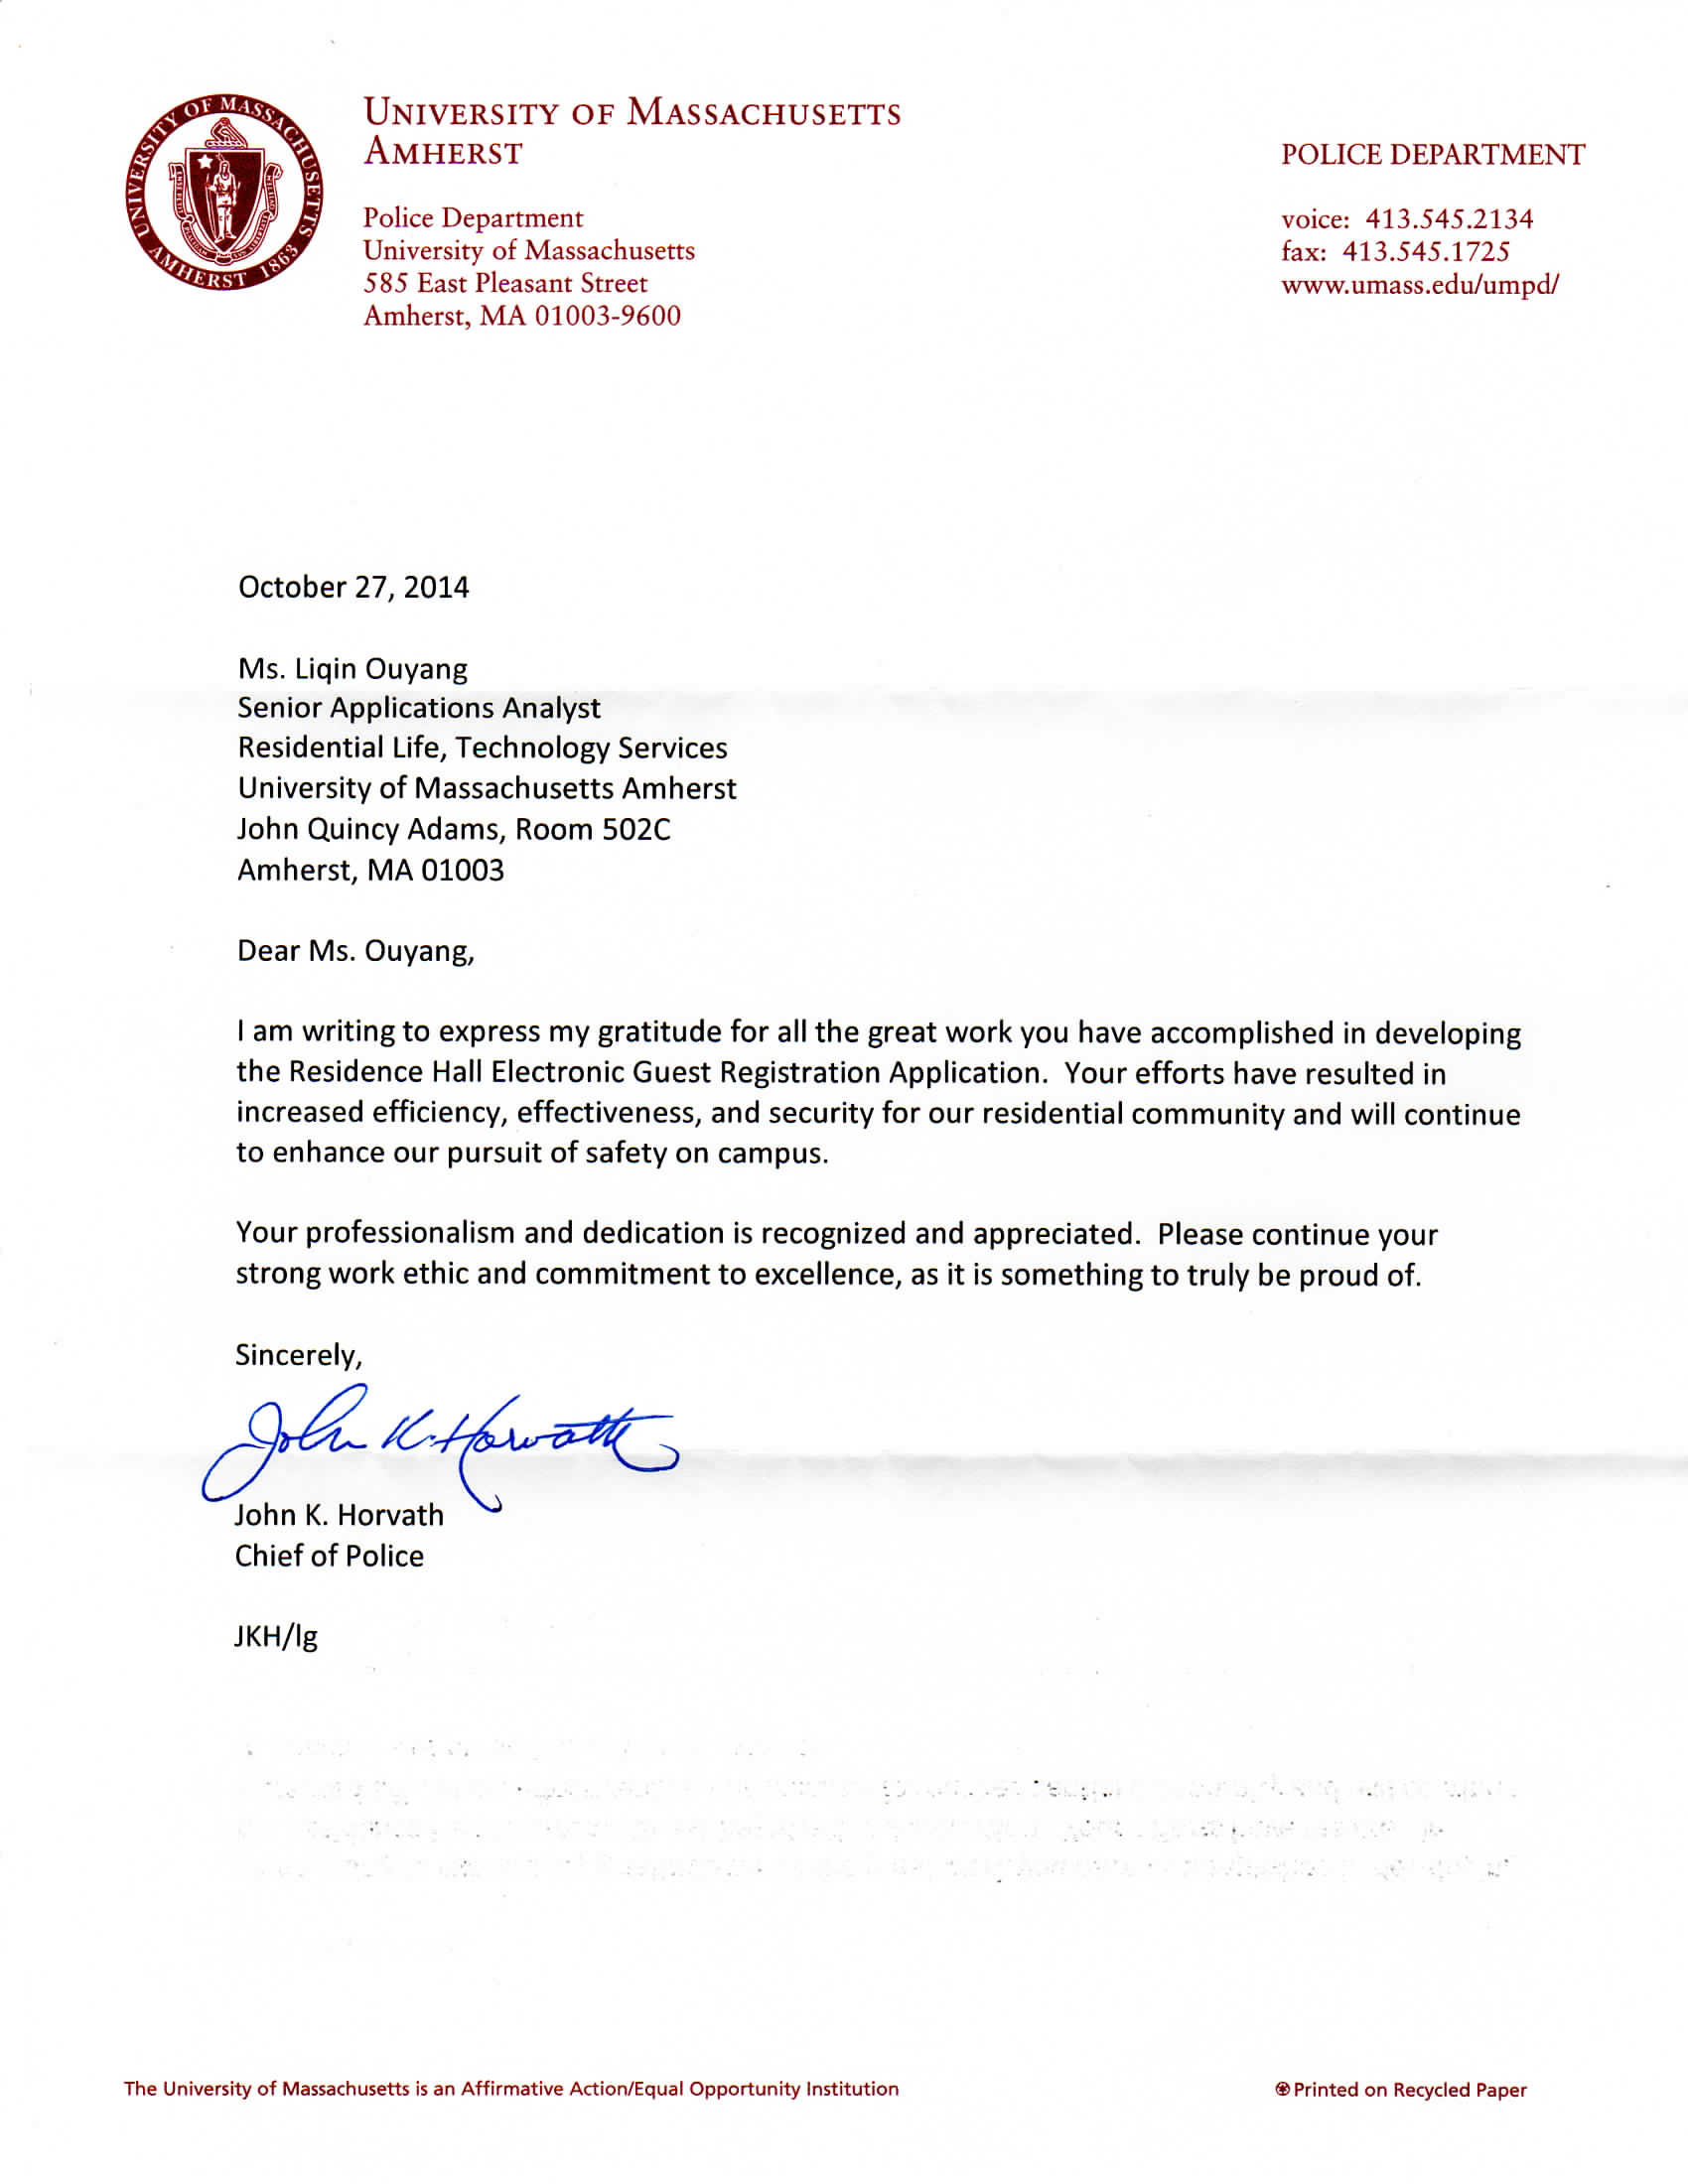 UNIVERSITY OF MASSACHUSETTS
AMHERST 1863
UNIVERSITY OF MASSACHUSETTS
AMHERST
Police Department
University of Massachusetts
585 East Pleasant Street
Amherst, MA 01003-9600
POLICE DEPARTMENT
voice: 413.545.2134
fax: 413.545.1725
www.umass.edu/umpd/
October 27, 2014
Ms. Liqin Ouyang
Senior Applications Analyst
Residential Life, Technology Services
University of Massachusetts Amherst
John Quincy Adams, Room 502C
Amherst, MA 01003
Dear Ms. Ouyang,
I am writing to express my gratitude for all the great work you have accomplished in developing
the Residence Hall Electronic Guest Registration Application.  Your efforts have resulted in
increased efficiency, effectiveness, and security for our residential community and will continue
to enhance our pursuit of safety on campus.
Your professionalism and dedication is recognized and appreciated.  Please continue your
strong work ethic and commitment to excellence, as it is something to truly be proud of.
Sincerely,
John K. Horvath
John K. Horvath
Chief of Police
JKH/lg
The University of Massachusetts is an Affirmative Action/Equal Opportunity Institution
Printed on Recycled Paper